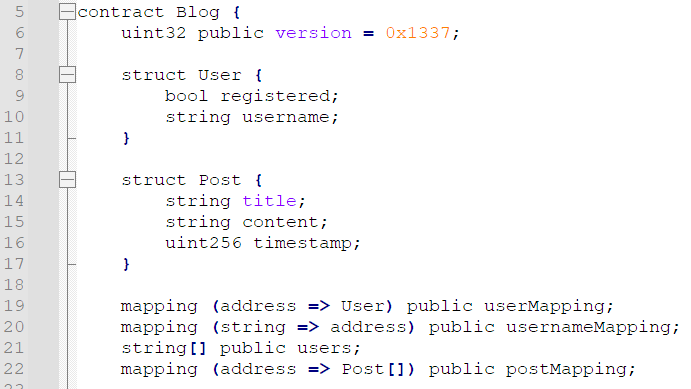 5 contract Blog {
6     uint32 public version = 0x1337;
7
8     struct User {
9         bool registered;
10         string username;
11     }
12
13     struct Post {
14         string title;
15         string content;
16         uint256 timestamp;
17     }
18
19     mapping (address => User) public userMapping;
20     mapping (string => address) public usernameMapping;
21     string[] public users;
22     mapping (address => Post[]) public postMapping;